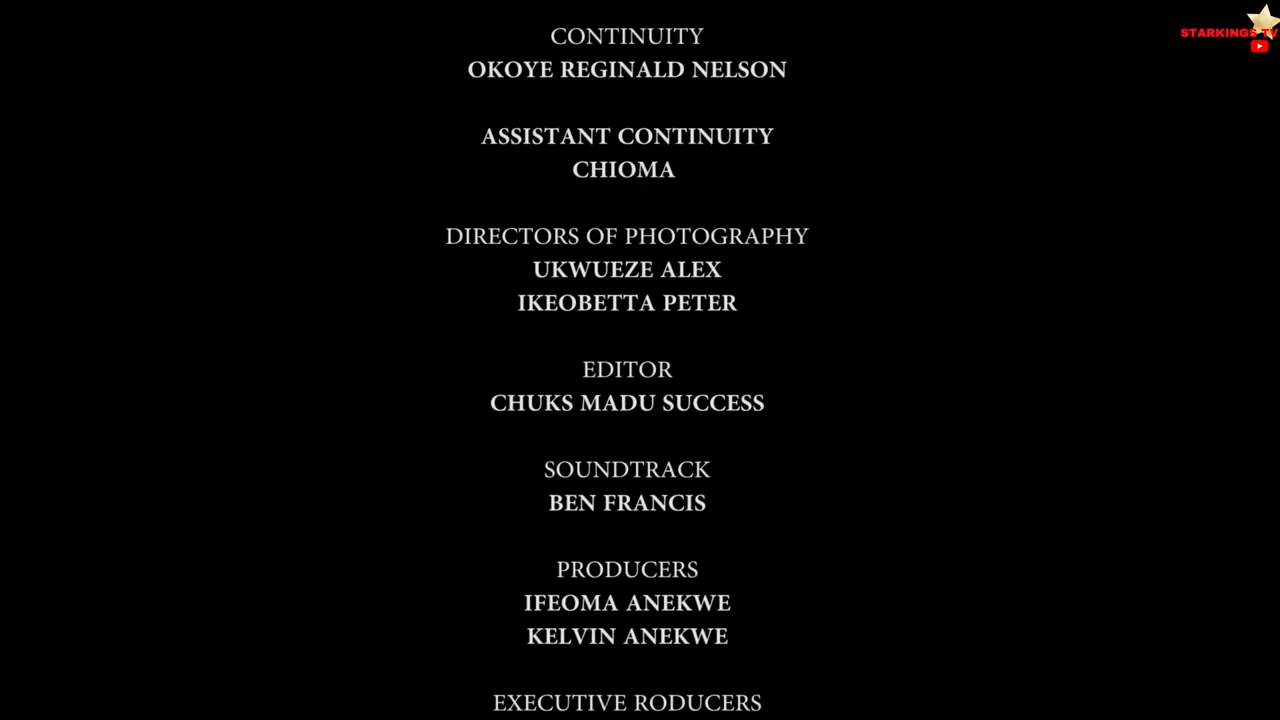 CONTINUITY
OKOYE REGINALD NELSON
ASSISTANT CONTINUITY
CHIOMA
DIRECTORS OF PHOTOGRAPHY
UKWUEZE ALEX
IKEOBETTA PETER
EDITOR
CHUKS MADU SUCCESS
SOUNDTRACK
BEN FRANCIS
PRODUCERS
IFEOMA ANEKWE
KELVIN ANEKWE
EXECUTIVE RODUCERS
STARKINGS TV